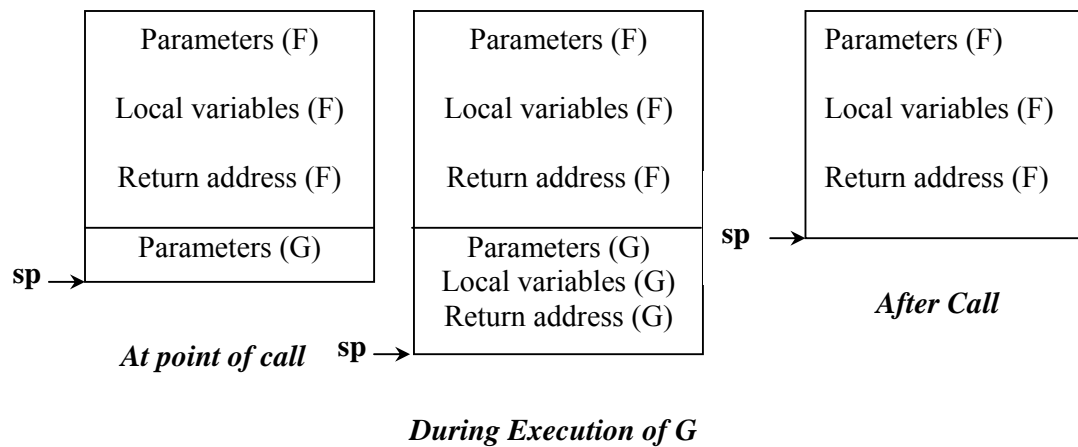 Parameters (F)
Local variables (F)
Return address (F)
Parameters (G)
sp
At point of call
Parameters (F)
Local variables (F)
Return address (F)
Parameters (G)
Local variables (G)
Return address (G)
sp
During Execution of G
Parameters (F)
Local variables (F)
Return address (F)
sp
After Call